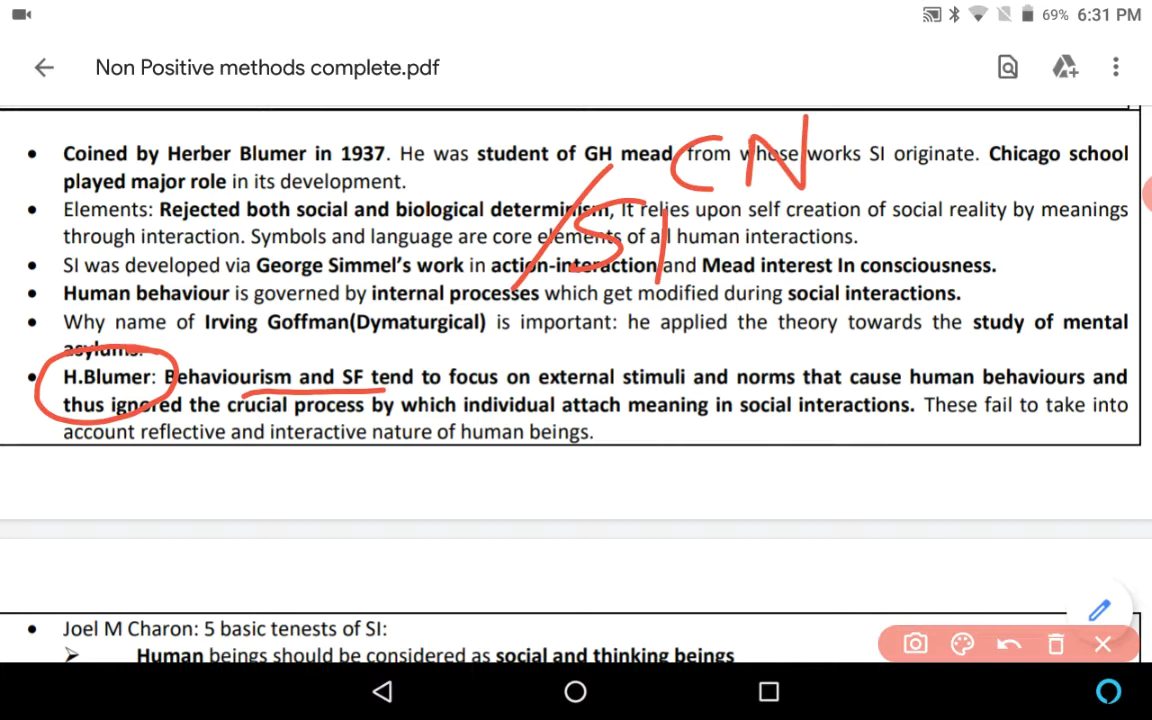 69% 6:31 PM
Non Positive methods complete.pdf
• Coined by Herber Blumer in 1937. He was student of GH mead from whose works SI originate. Chicago school
played major role in its development.
• Elements: Rejected both social and biological determinism, It relies upon self creation of social reality by meanings
through interaction. Symbols and language are core elements of all human interactions.
• SI was developed via George Simmel's work in action-interaction and Mead interest In consciousness.
• Human behaviour is governed by internal processes which get modified during social interactions.
• Why name of Irving Goffman(Dymaturgical) is important: he applied the theory towards the study of mental
asylums.
• H.Blumer: Behaviourism and SF tend to focus on external stimuli and norms that cause human behaviours and
thus ignored the crucial process by which individual attach meaning in social interactions. These fail to take into
account reflective and interactive nature of human beings.
CN
SI
• Joel M Charon: 5 basic tenests of SI:
➢ Human beings should be considered as social and thinking beings